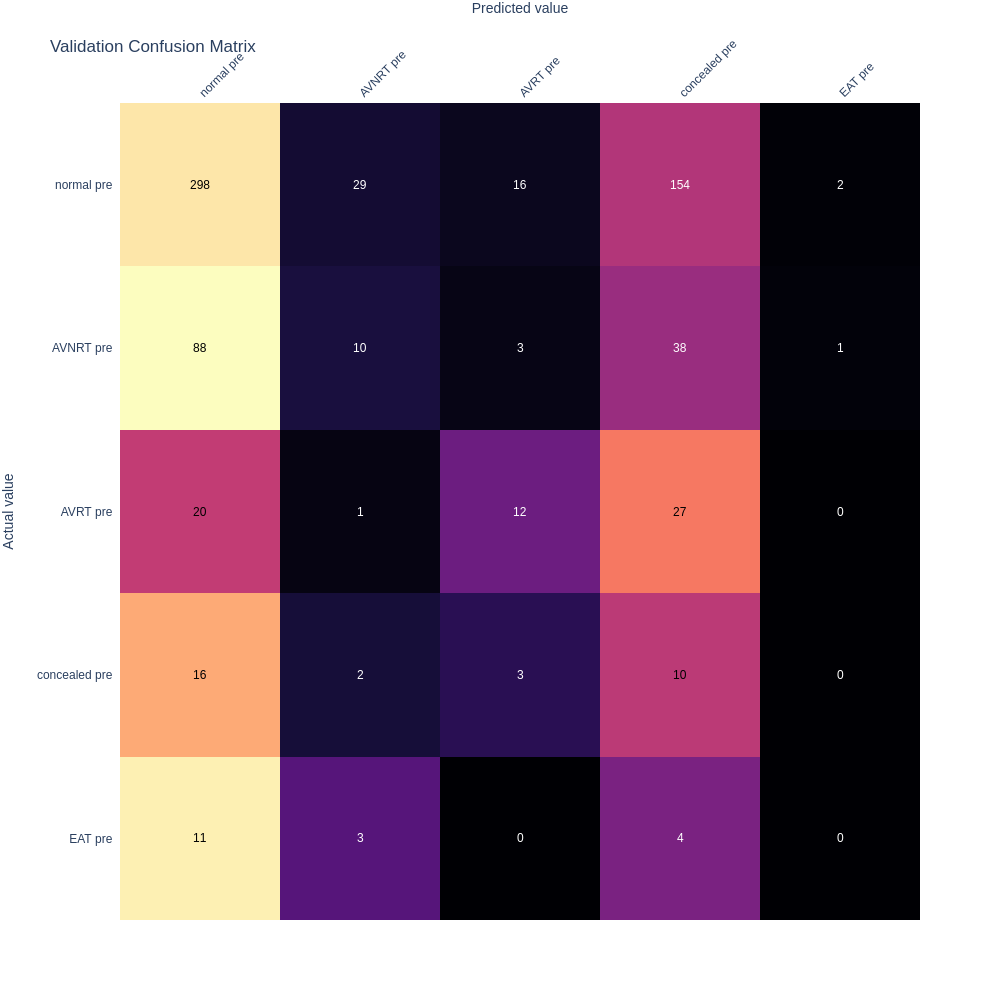 Predicted value
Validation Confusion Matrix
normal pre AVNRT pre AVRT pre concealed pre EAT pre
normal pre 298 29 16 154 2
AVNRT pre 88 10 3 38 1
AVRT pre 20 1 12 27 0
Actual value
concealed pre 16 2 3 10 0
EAT pre 11 3 0 4 0